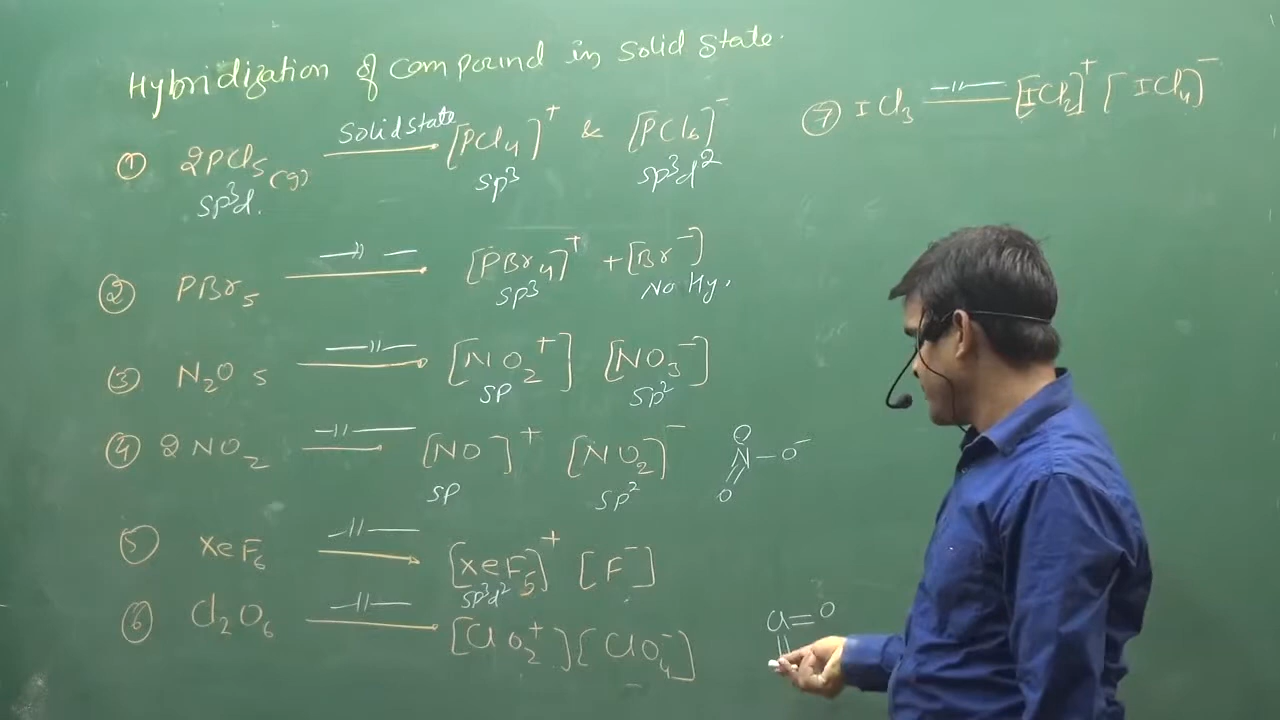 Hybridization of compound in solid state.
① 2PCl5(g) solid state [PCl4]+ & [PCl6]-
sp3d. sp3 sp3d2
② PBr5 —"— [PBr4]+ + [Br-]
sp3 No Hy.
③ N2O5 —"— [NO2+] [NO3-]
sp sp2
④ 2NO2 —"— [NO]+ [NO2]-
sp sp2
O
N–O-
O
⑤ XeF6 —"— [XeF5]+ [F-]
sp3d2
⑥ Cl2O6 —"— [ClO2+] [ClO4-]
Cl=O
⑦ ICl3 —"— [ICl2]+ [ICl4]-